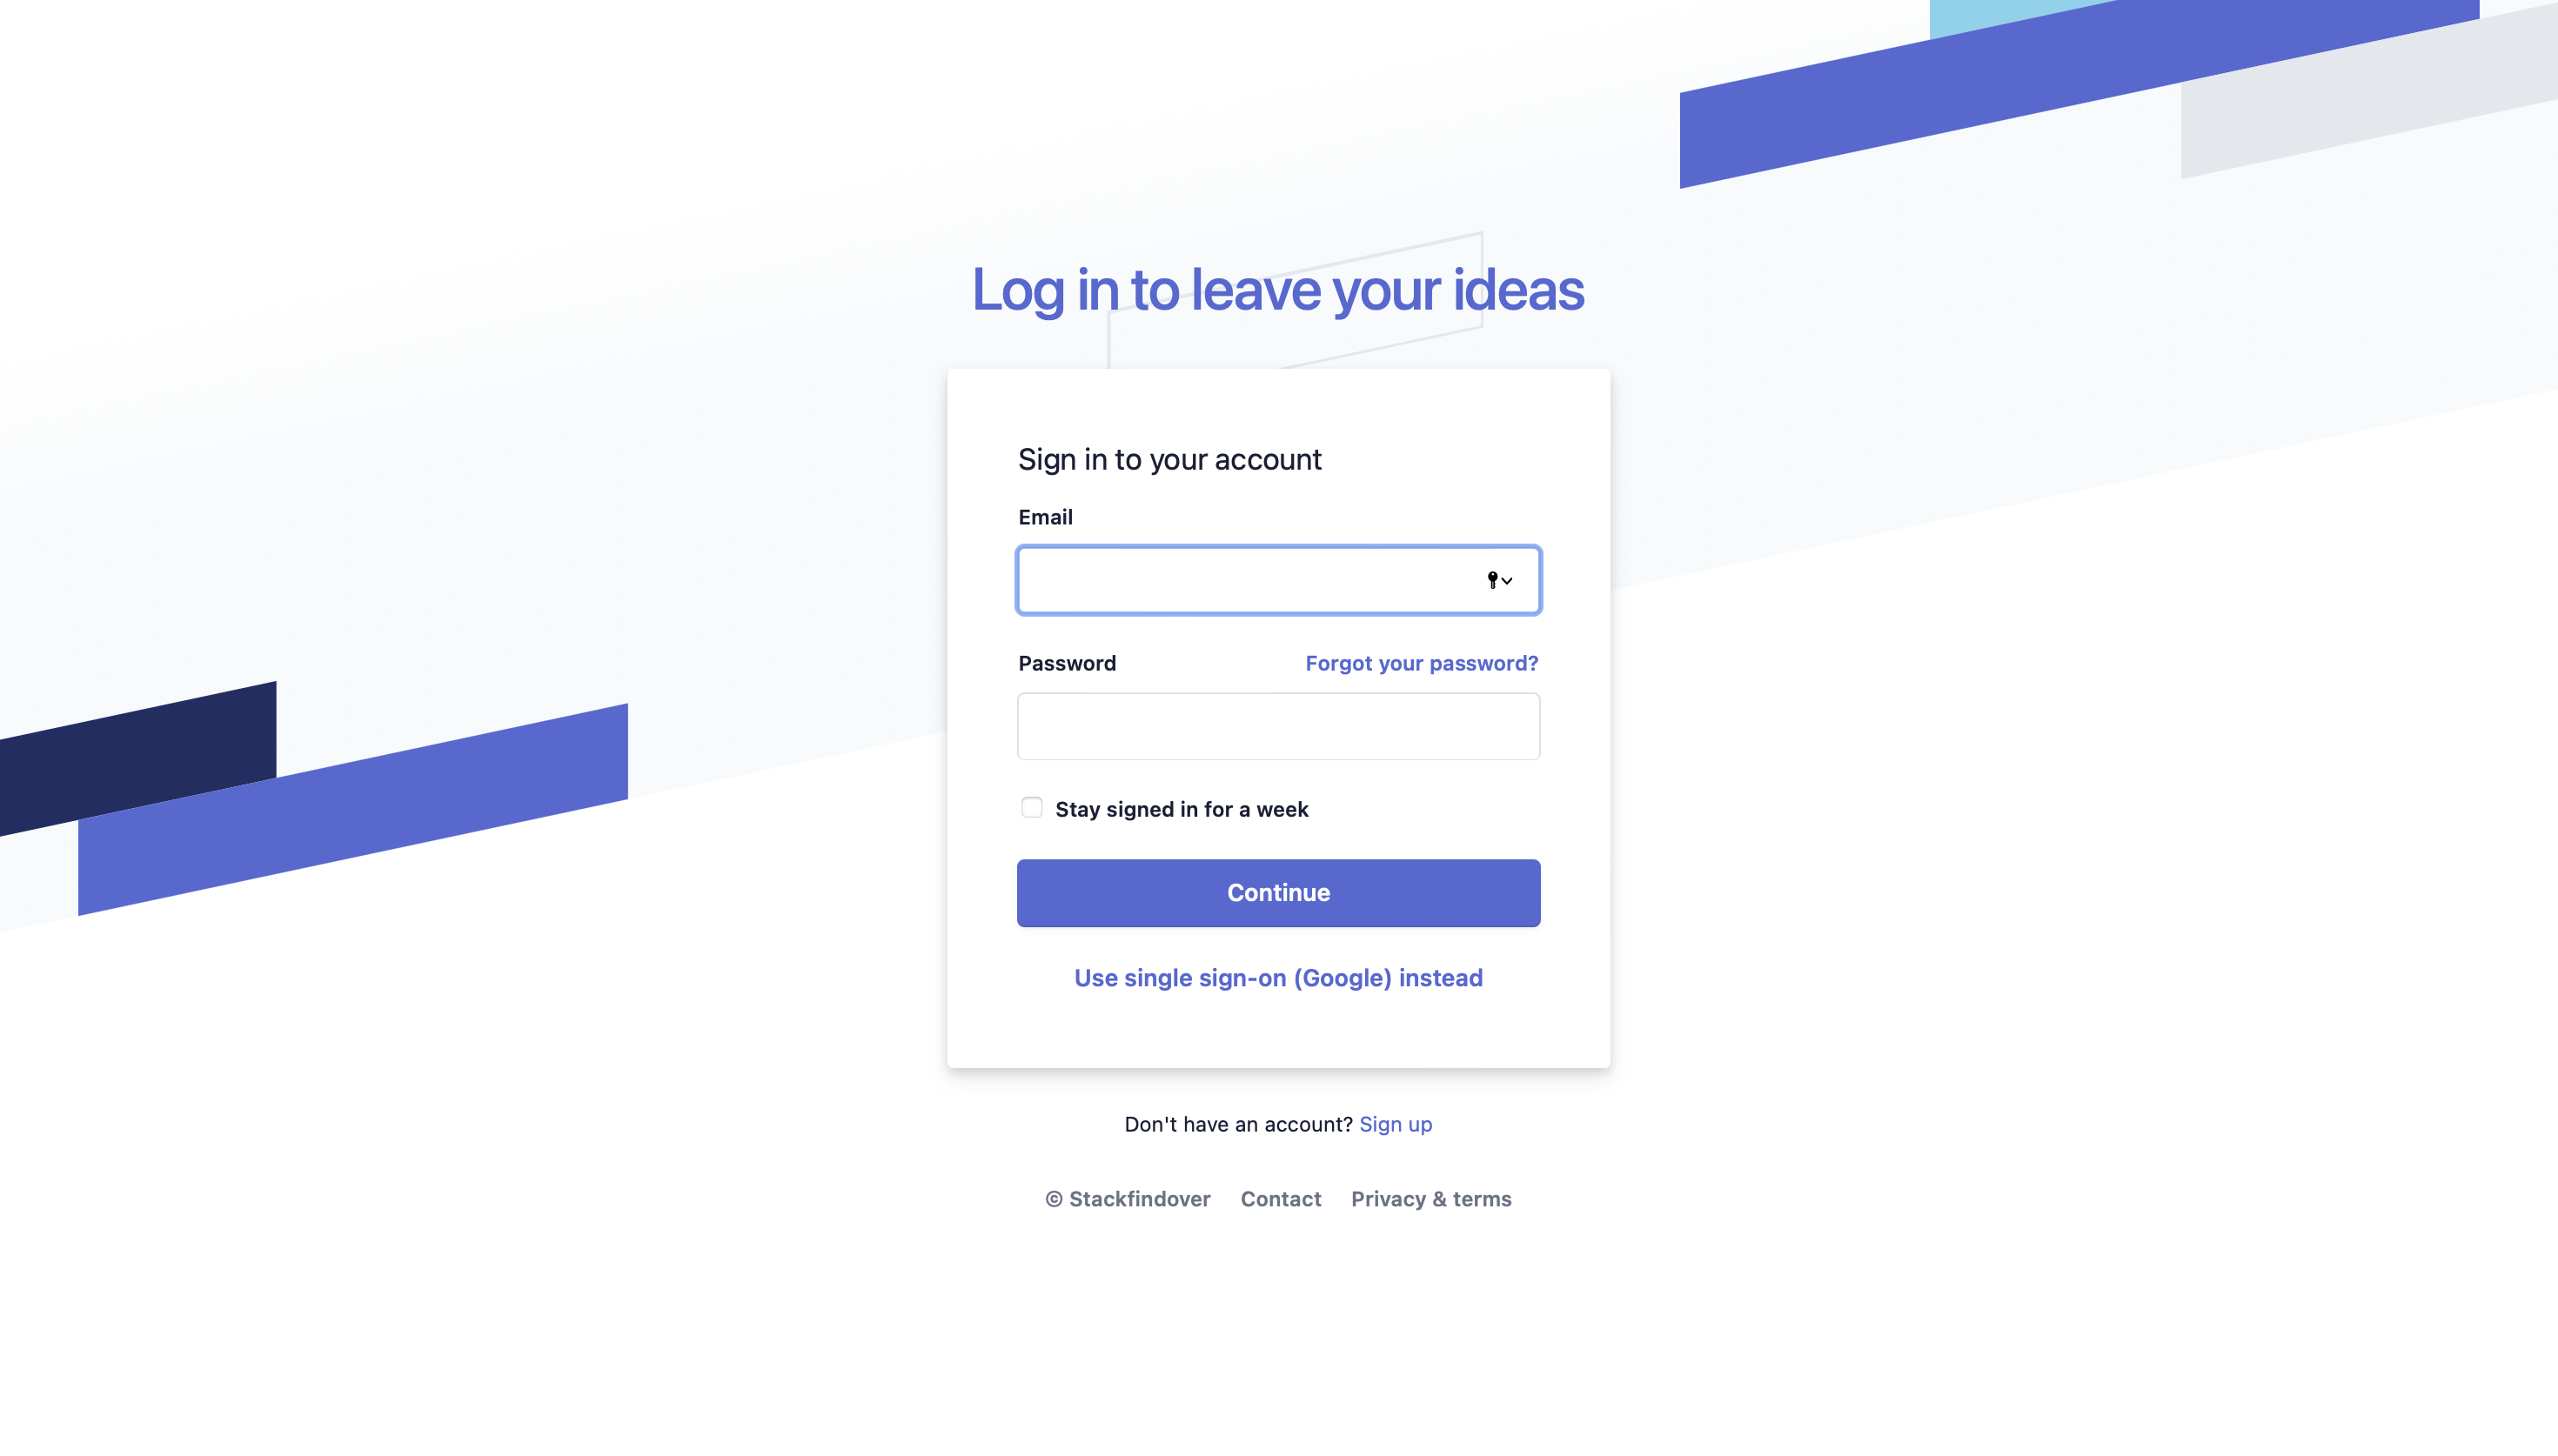 Log in to leave your ideas
Sign in to your account
Email
Password
Forgot your password?
Stay signed in for a week
Continue
Use single sign-on (Google) instead
Don't have an account? Sign up
© Stackfindover
Contact
Privacy & terms